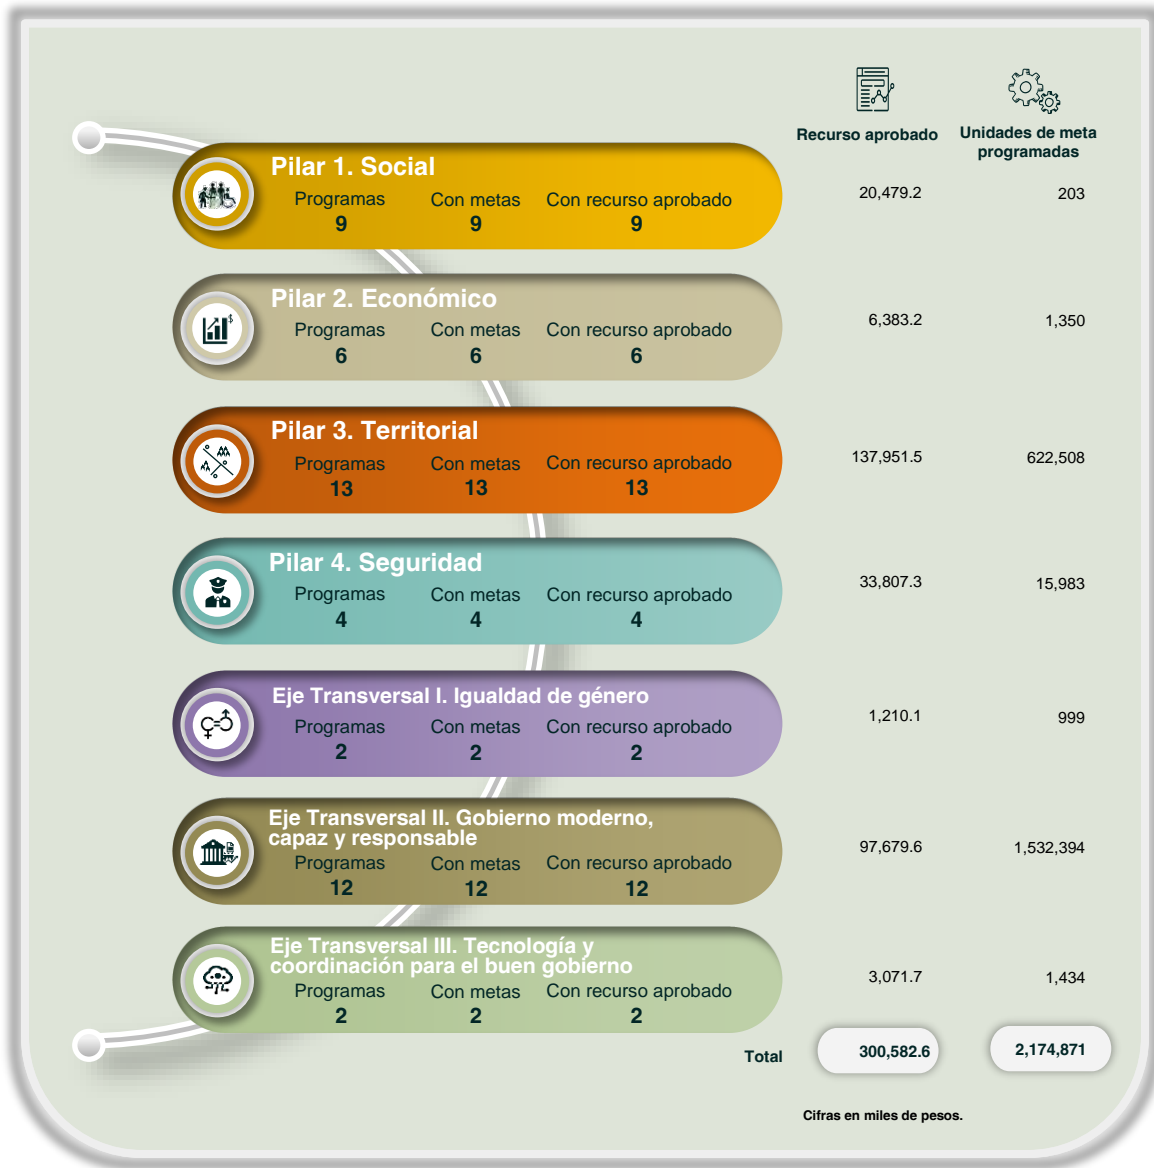 Recurso aprobado
Unidades de meta
programadas
Pilar 1. Social
Programas Con metas Con recurso aprobado
9 9 9
20,479.2 203
Pilar 2. Económico
Programas Con metas Con recurso aprobado
6 6 6
6,383.2 1,350
Pilar 3. Territorial
Programas Con metas Con recurso aprobado
13 13 13
137,951.5 622,508
Pilar 4. Seguridad
Programas Con metas Con recurso aprobado
4 4 4
33,807.3 15,983
Eje Transversal I. Igualdad de género
Programas Con metas Con recurso aprobado
2 2 2
1,210.1 999
Eje Transversal II. Gobierno moderno,
capaz y responsable
Programas Con metas Con recurso aprobado
12 12 12
97,679.6 1,532,394
Eje Transversal III. Tecnología y
coordinación para el buen gobierno
Programas Con metas Con recurso aprobado
2 2 2
3,071.7 1,434
Total 300,582.6 2,174,871
Cifras en miles de pesos.